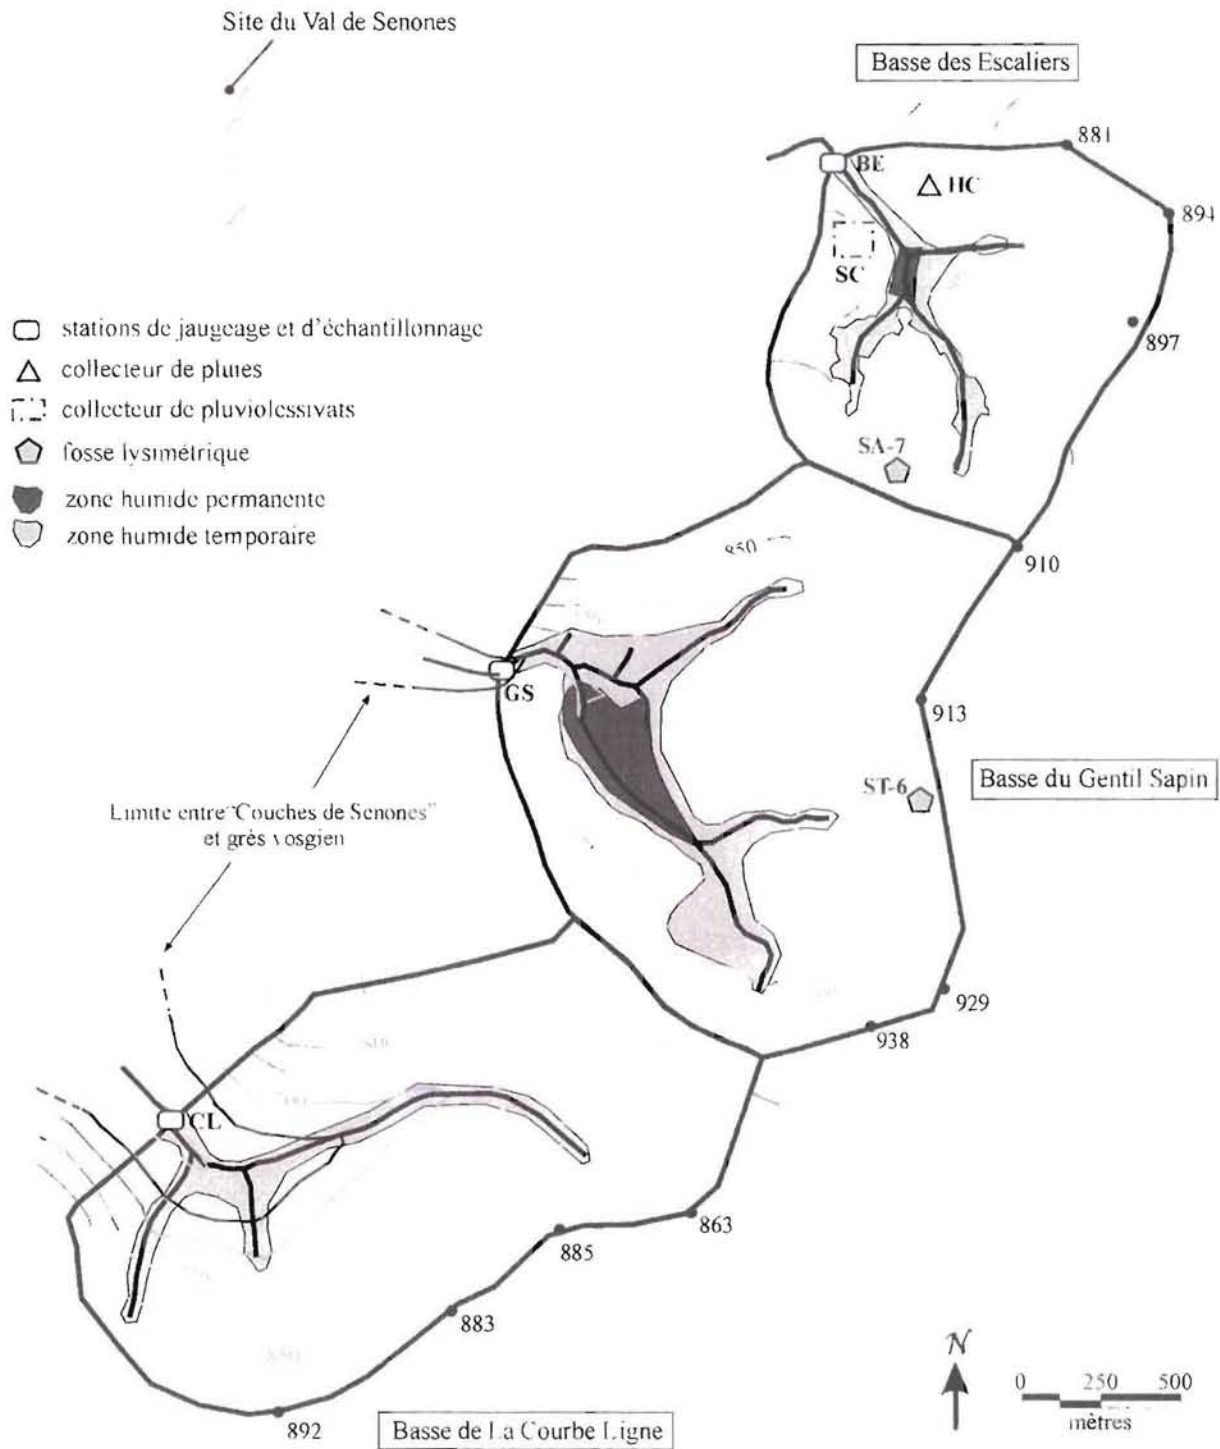 Site du Val de Senones
Basse des Escaliers
881
BE
HC
894
SC
897
stations de jaugeage et d'échantillonnage
collecteur de pluies
collecteur de pluviolessivats
fosse lysimétrique
zone humide permanente
zone humide temporaire
SA-7
850
910
GS
913
ST-6
Basse du Gentil Sapin
Limite entre "Couches de Senones"
et grès vosgien
929
938
CL
863
885
883
850
892
Basse de La Courbe Ligne
N
0 250 500
mètres